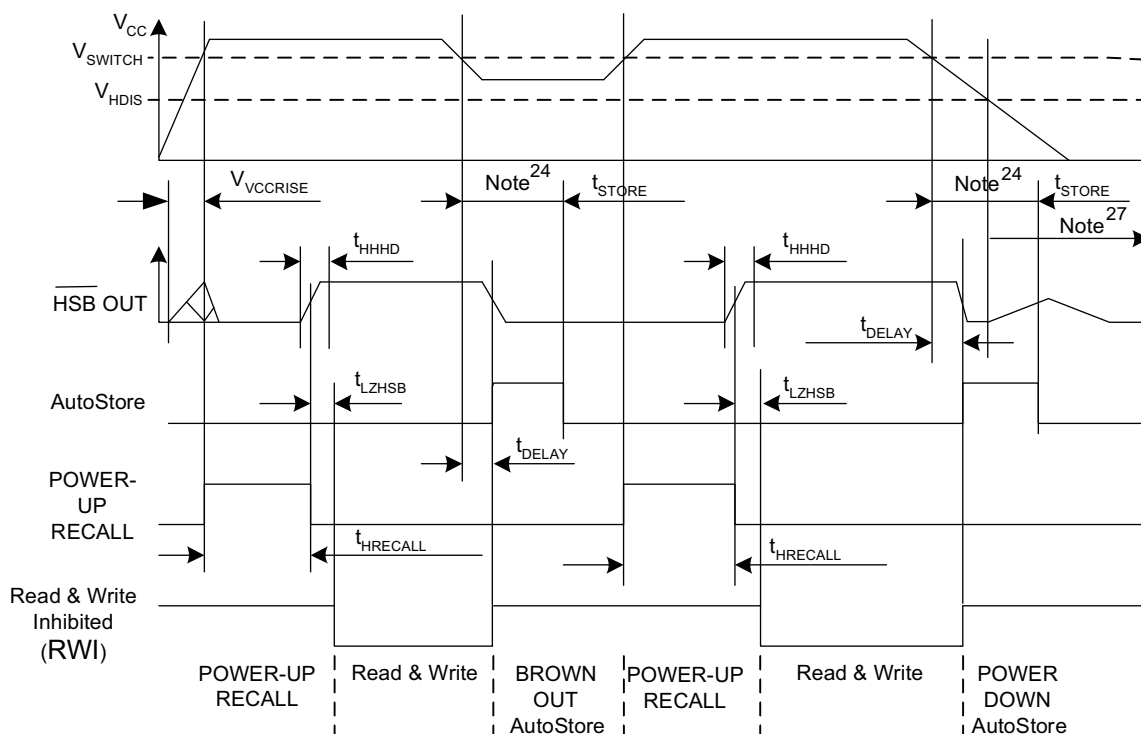 V_CC
V_SWITCH
V_HDIS
V_VCCRISE
Note^24
t_STORE
Note^24
t_STORE
Note^27
t_HHHD
t_HHHD
HSB OUT
t_DELAY
t_LZHSB
t_LZHSB
AutoStore
t_DELAY
POWER-
UP
RECALL
t_HRECALL
t_HRECALL
Read & Write
Inhibited
(RWI)
POWER-UP
RECALL
Read & Write
BROWN
OUT
AutoStore
POWER-UP
RECALL
Read & Write
POWER
DOWN
AutoStore